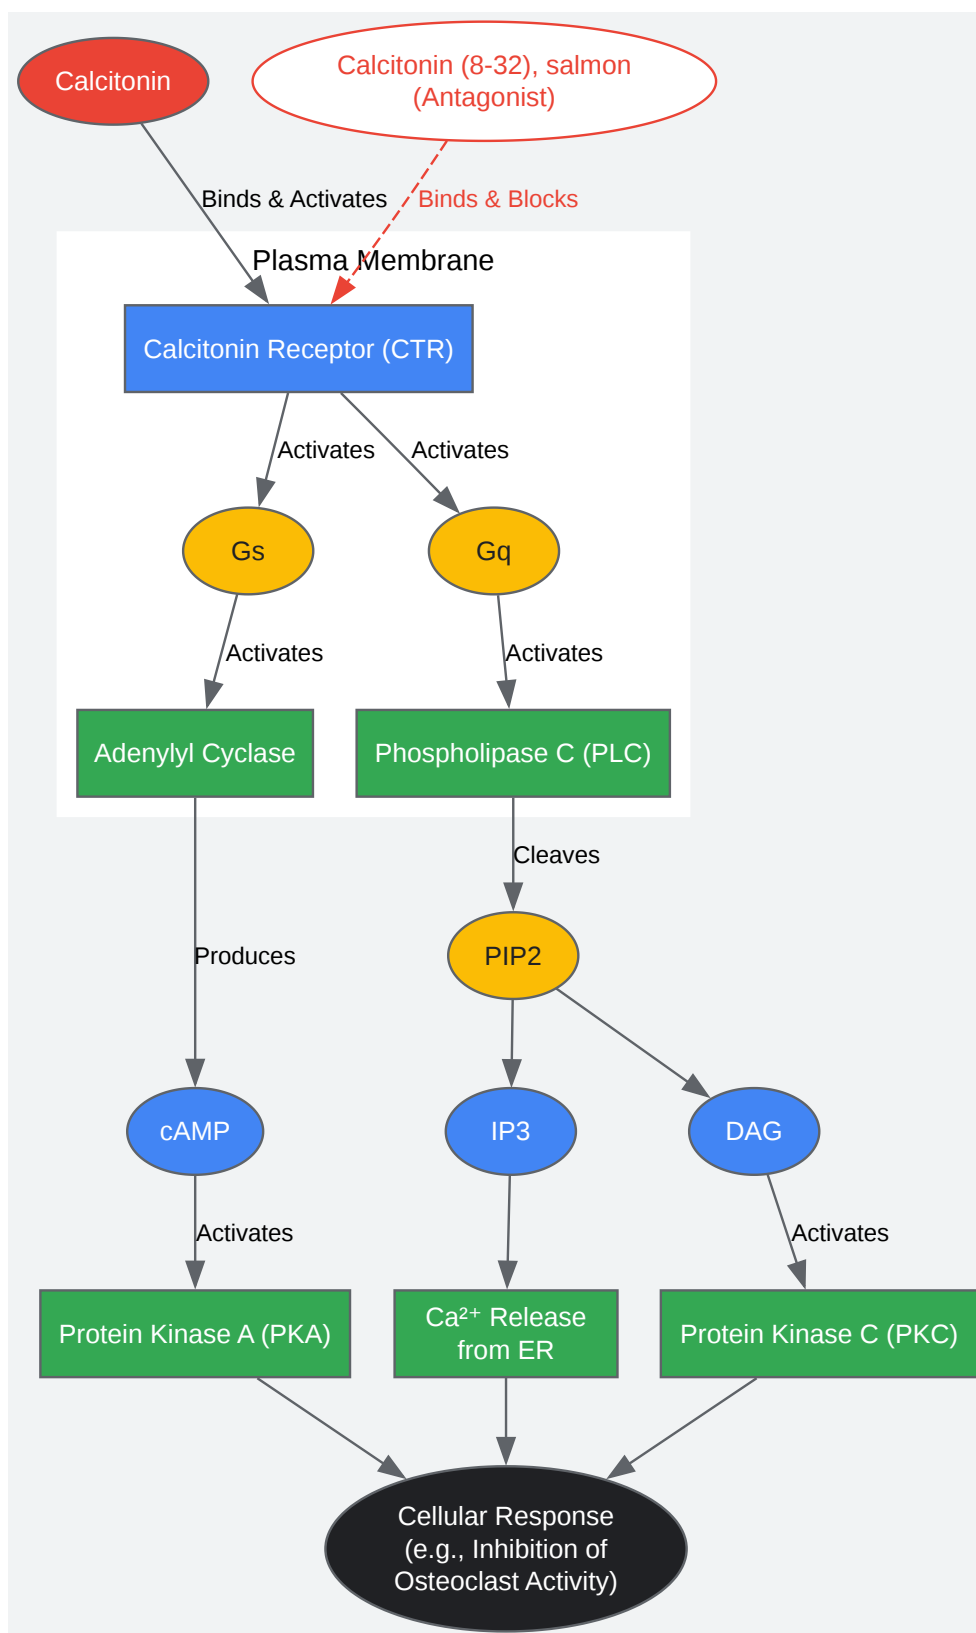 Calcitonin
Calcitonin (8-32), salmon
(Antagonist)
Binds & Activates
Binds & Blocks
Plasma Membrane
Calcitonin Receptor (CTR)
Activates
Activates
Gs
Gq
Activates
Activates
Adenylyl Cyclase
Phospholipase C (PLC)
Cleaves
Produces
PIP2
cAMP
IP3
DAG
Activates
Activates
Protein Kinase A (PKA)
Ca²⁺ Release
from ER
Protein Kinase C (PKC)
Cellular Response
(e.g., Inhibition of
Osteoclast Activity)